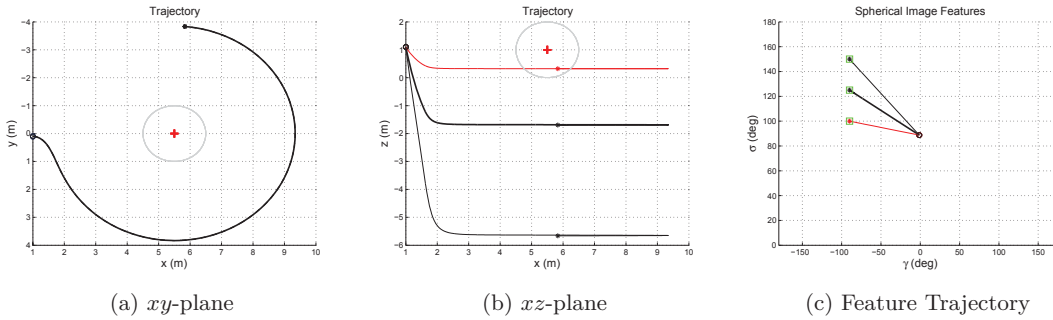 Trajectory
−4
−3
−2
−1
0
1
2
3
4
y (m)
1 2 3 4 5 6 7 8 9 10
x (m)
(a) xy-plane
Trajectory
2
1
0
−1
−2
−3
−4
−5
−6
z (m)
1 2 3 4 5 6 7 8 9 10
x (m)
(b) xz-plane
Spherical Image Features
180
160
140
120
100
80
60
40
20
0
σ (deg)
−150 −100 −50 0 50 100 150
γ (deg)
(c) Feature Trajectory